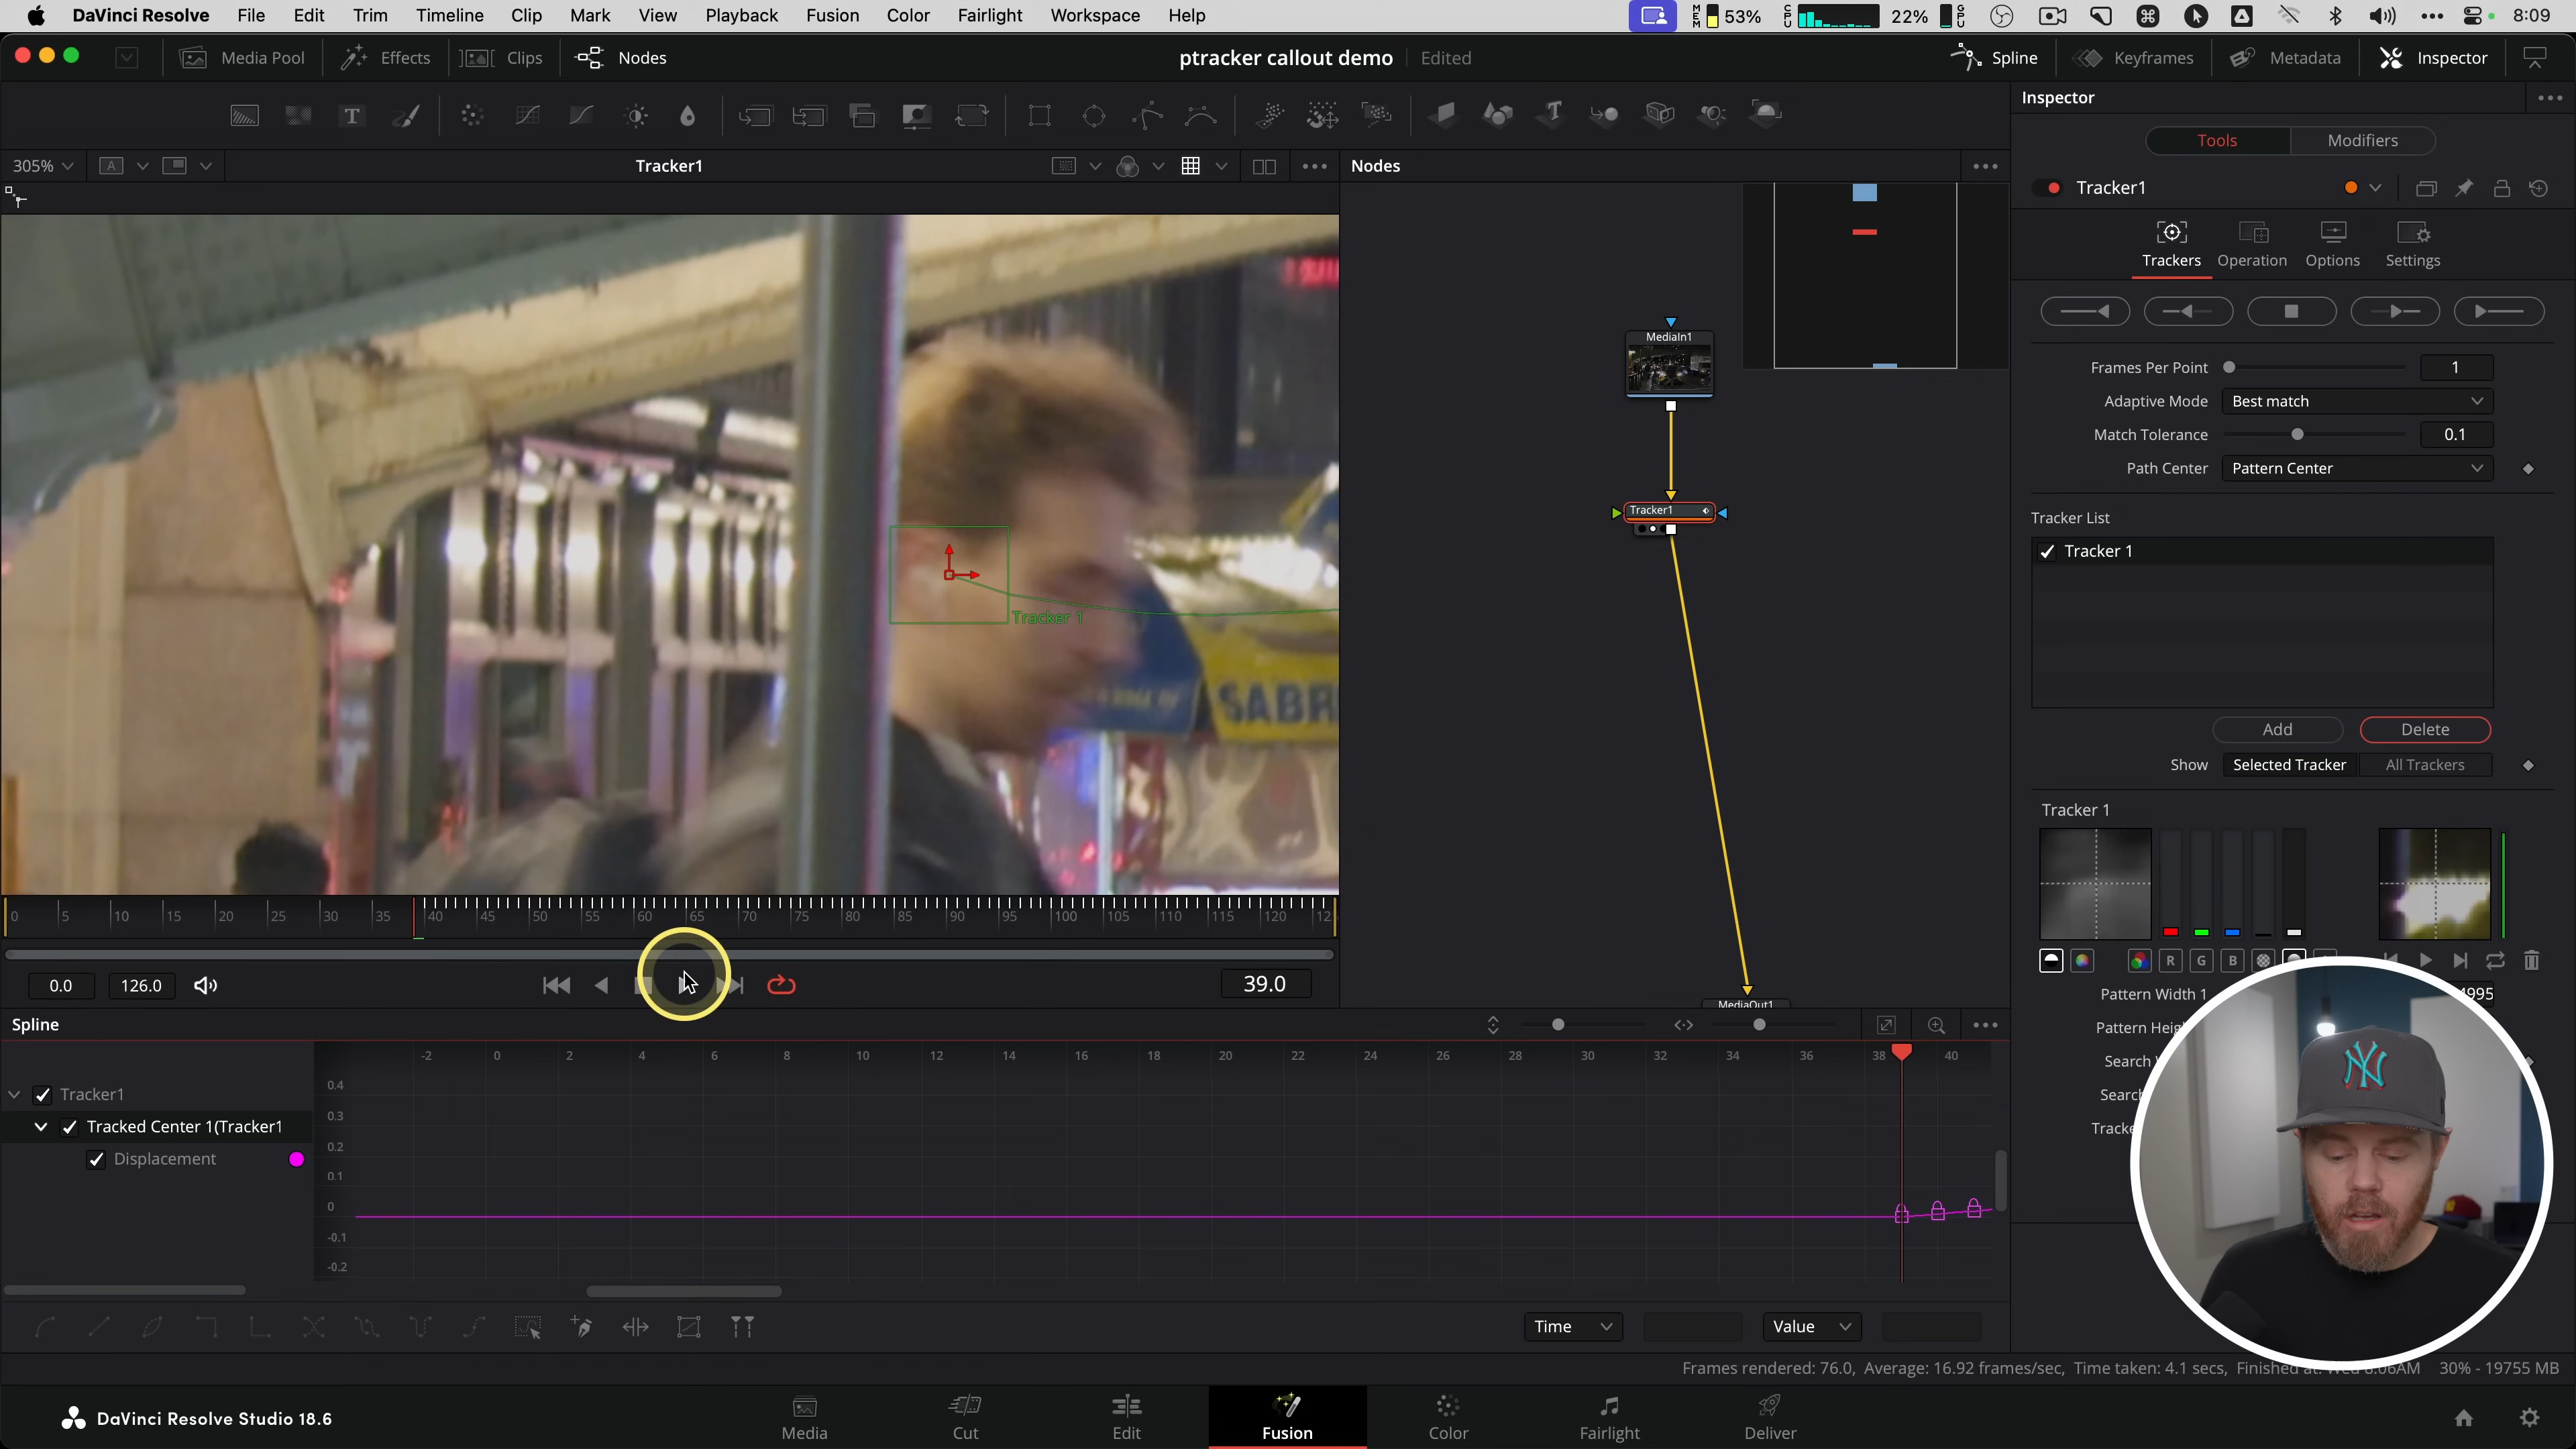 DaVinci Resolve File Edit Trim Timeline Clip Mark View Playback Fusion Color Fairlight Workspace Help MEM 53% CPU 22% GPU 8:09
Media Pool Effects Clips Nodes ptracker callout demo Edited Spline Keyframes Metadata Inspector
Inspector
Tools Modifiers
305% A Tracker1 Nodes
Tracker1
Trackers Operation Options Settings
MediaIn1
Frames Per Point 1
Adaptive Mode Best match
Match Tolerance 0.1
Path Center Pattern Center
Tracker1
Tracker List
Tracker 1
Tracker 1
SABR
Add Delete
Show Selected Tracker All Trackers
Tracker 1
0 5 10 15 20 25 30 35 40 45 50 55 60 65 70 75 80 85 90 95 100 105 110 115 120 12
R G B
0.0 126.0 39.0
Pattern Width 1 4995
MediaOut1
Pattern Heig
Spline
Search
-2 0 2 4 6 8 10 12 14 16 18 20 22 24 26 28 30 32 34 36 38 40
0.4
Tracker1
Search
0.3
Tracked Center 1(Tracker1
Tracke
0.2
Displacement
0.1
0
-0.1
-0.2
NY
Time Value
Frames rendered: 76.0, Average: 16.92 frames/sec, Time taken: 4.1 secs, Finished at: Wed 8:06AM 30% - 19755 MB
DaVinci Resolve Studio 18.6
Media Cut Edit Fusion Color Fairlight Deliver